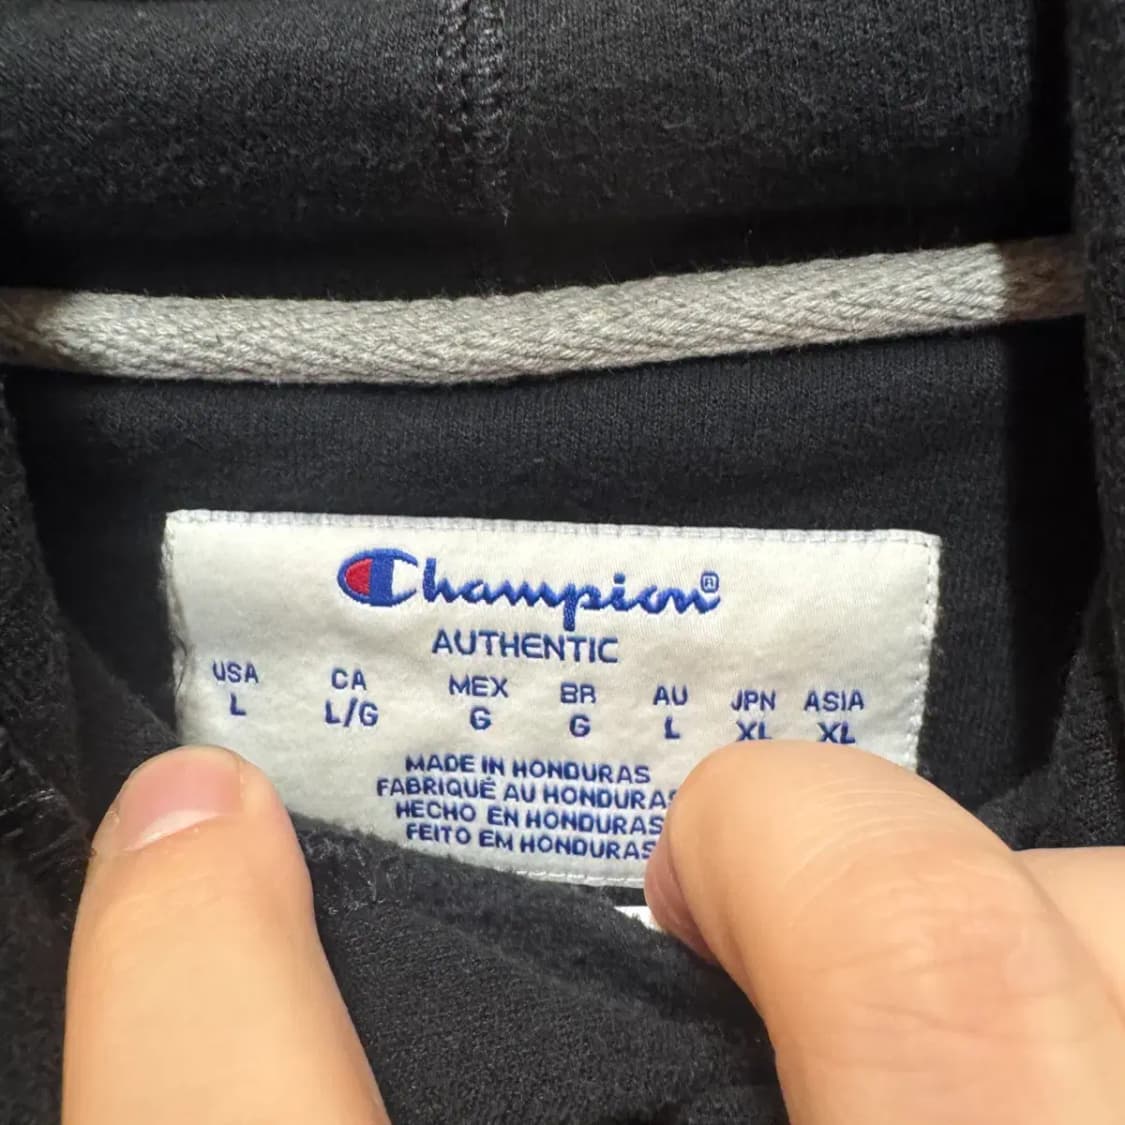 Champion®
AUTHENTIC
USA CA MEX BR AU JPN ASIA
L L/G G G L XL XL
MADE IN HONDURAS
FABRIQUÉ AU HONDURAS
HECHO EN HONDURAS
FEITO EM HONDURAS